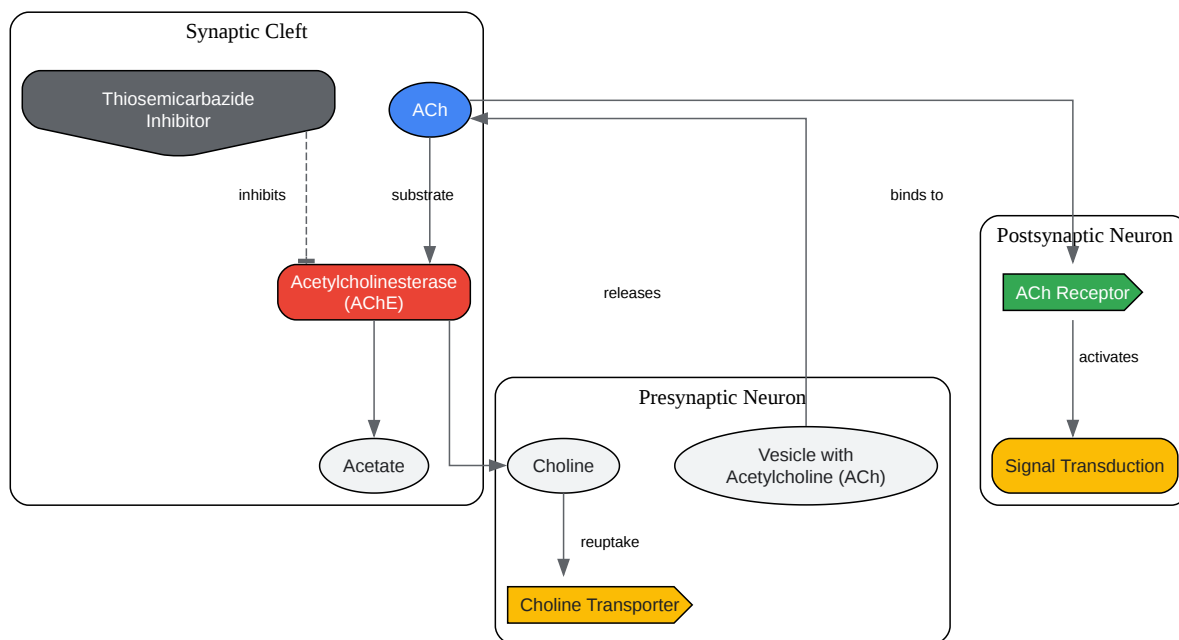 Synaptic Cleft
Thiosemicarbazide
Inhibitor
ACh
inhibits
substrate
binds to
Acetylcholinesterase
(AChE)
releases
Postsynaptic Neuron
ACh Receptor
activates
Presynaptic Neuron
Acetate
Choline
Vesicle with
Acetylcholine (ACh)
Signal Transduction
reuptake
Choline Transporter